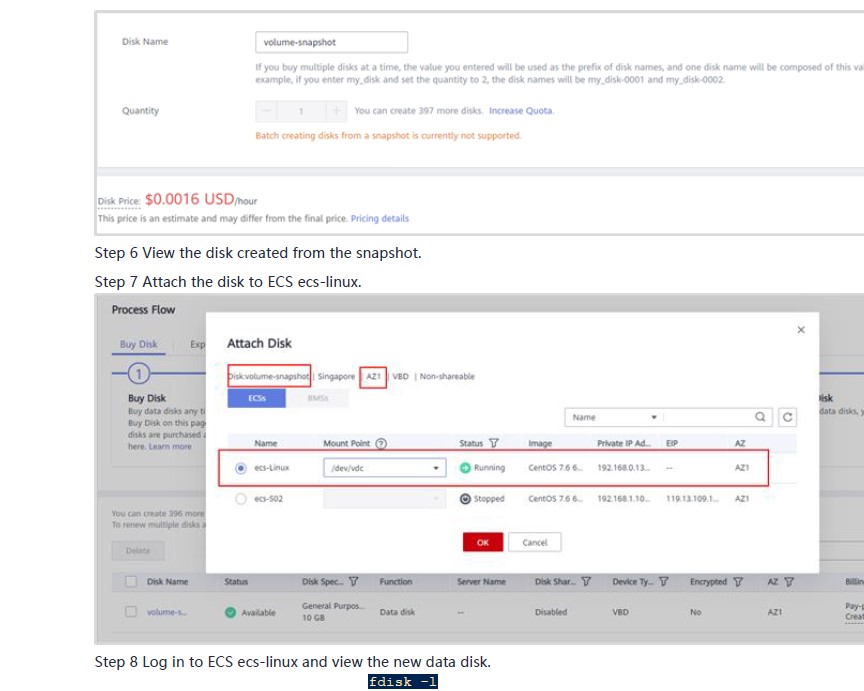 Disk Name
volume-snapshot
If you buy multiple disks at a time, the value you entered will be used as the prefix of disk names, and one disk name will be composed of this
example, if you enter my_disk and set the quantity to 2, the disk names will be my_disk-0001 and my_disk-0002.
Quantity
− 1 + You can create 397 more disks. Increase Quota.
Batch creating disks from a snapshot is currently not supported.
Disk Price: $0.0016 USD/hour
This price is an estimate and may differ from the final price. Pricing details
Step 6 View the disk created from the snapshot.
Step 7 Attach the disk to ECS ecs-linux.
Process Flow
Buy Disk Exp
1
Buy Disk
Buy data disks any ti
Buy Disk on this pag
disks are purchased
here. Learn more
Attach Disk
Disk:volume-snapshot | Singapore | AZ1 | VBD | Non-shareable
ECSs BMSs
Name
Name Mount Point ? Status Image Private IP Ad... EIP AZ
ecs-Linux /dev/vdc Running CentOS 7.6 6... 192.168.0.13... -- AZ1
ecs-502 Stopped CentOS 7.6 6... 192.168.1.10... 119.13.109.1... AZ1
OK Cancel
isk
data disks, y
You can create 396 more
To renew multiple disks a
Delete
Disk Name Status Disk Spec... Function Server Name Disk Shar... Device Ty... Encrypted AZ Billin
volume-s... Available General Purpos... 10 GB Data disk -- Disabled VBD No AZ1 Pay-p Creat
Step 8 Log in to ECS ecs-linux and view the new data disk.
fdisk -l